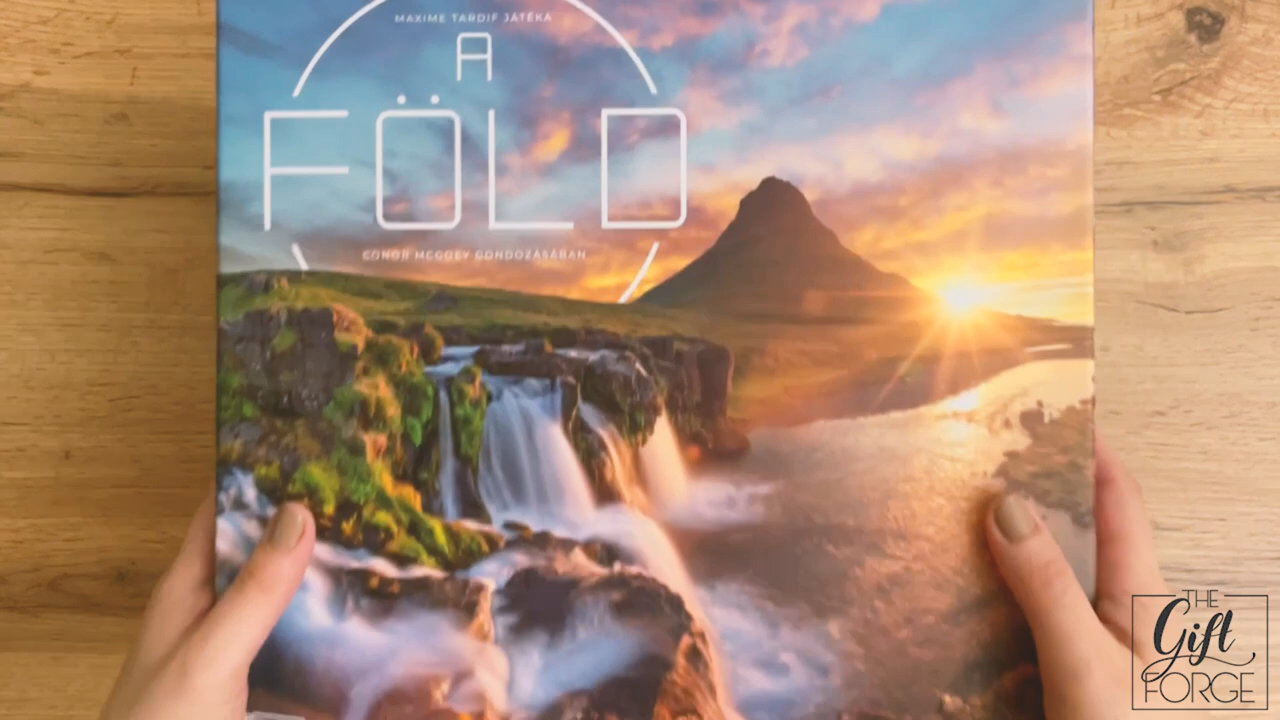 MAXIME TARDIF JÁTÉKA
A
FÖLD
CONOR MCGOEY GONDOZÁSÁBAN
THE
Gift
FORGE